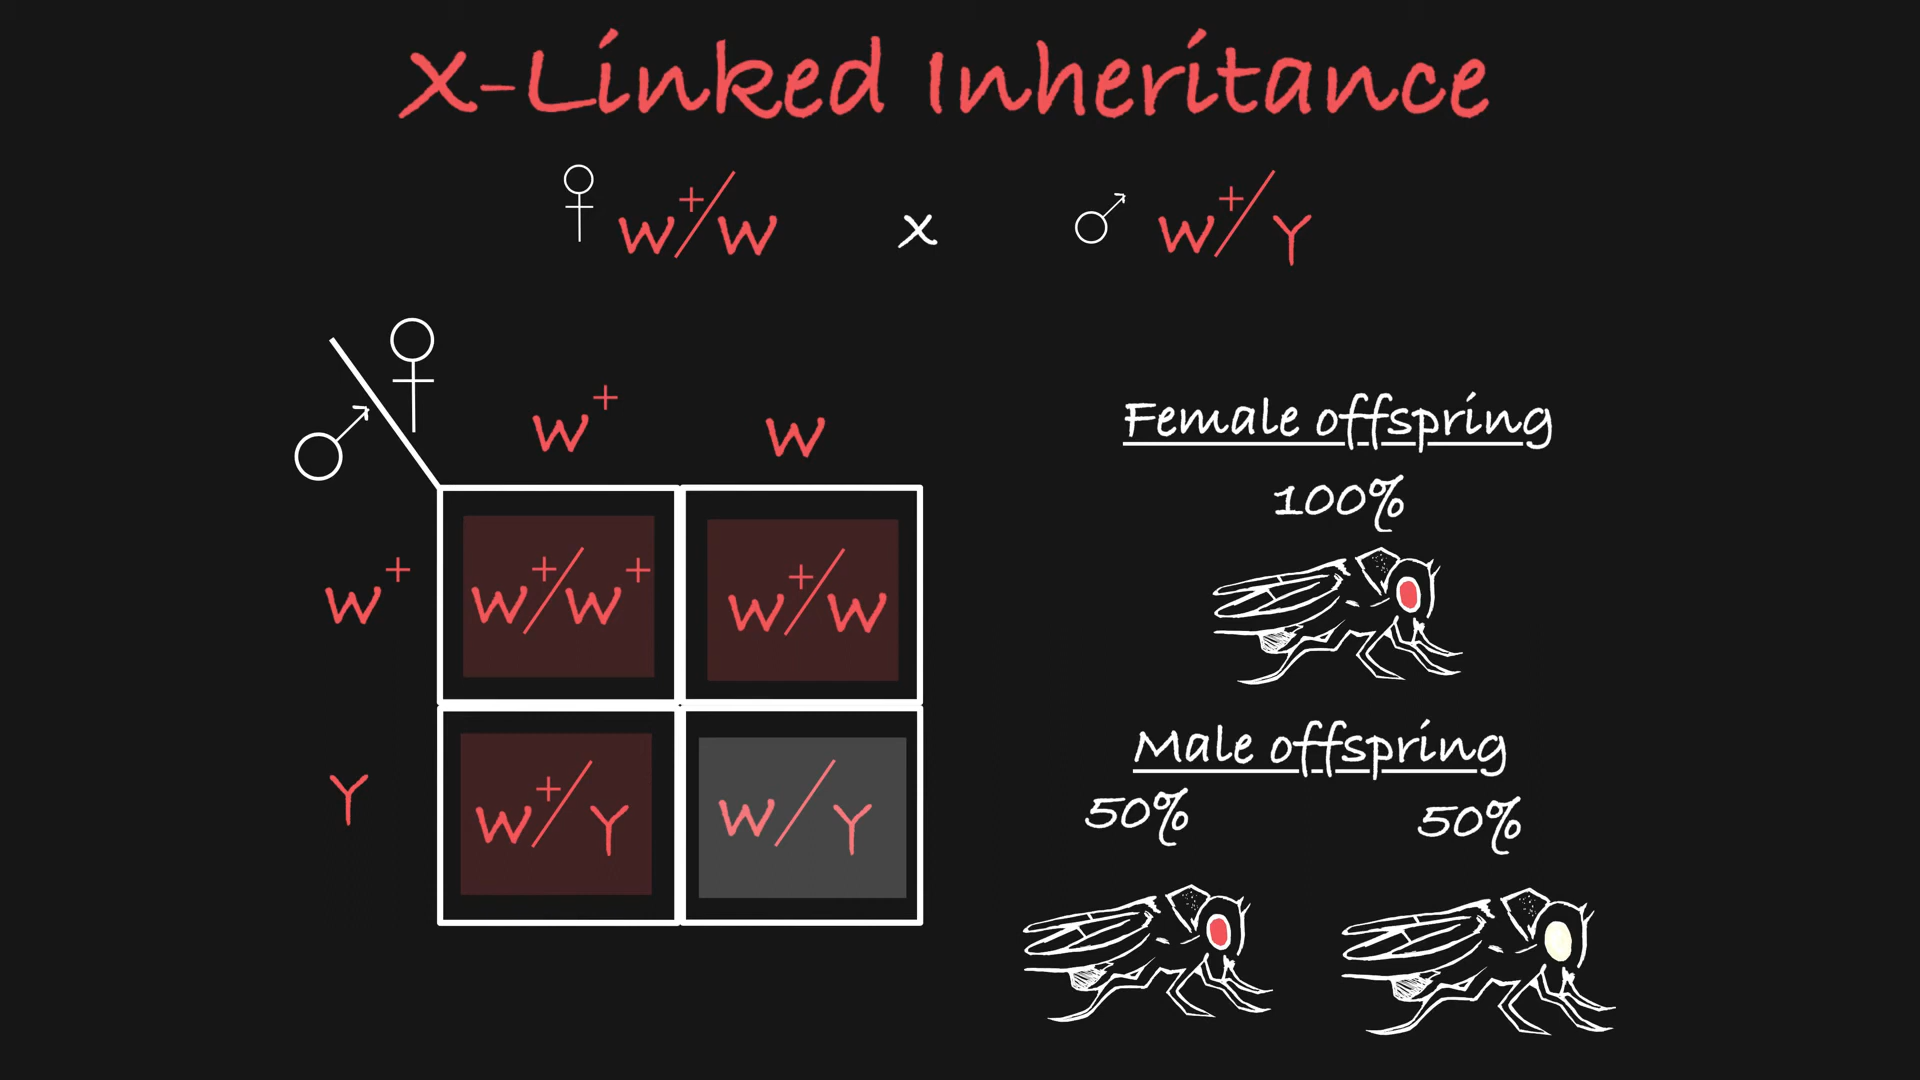 X-Linked Inheritance
♀ w⁺/w x ♂ w⁺/Y
♂ ♀
w⁺ w
w⁺ w⁺/w⁺ w⁺/w
Y w⁺/Y w/Y
Female offspring
100%
Male offspring
50% 50%